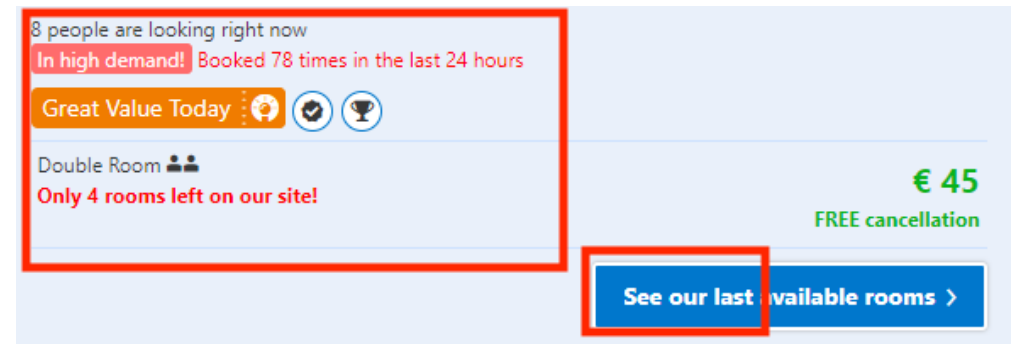 8 people are looking right now
In high demand! Booked 78 times in the last 24 hours
Great Value Today
Double Room
Only 4 rooms left on our site!
€ 45
FREE cancellation
See our last available rooms >